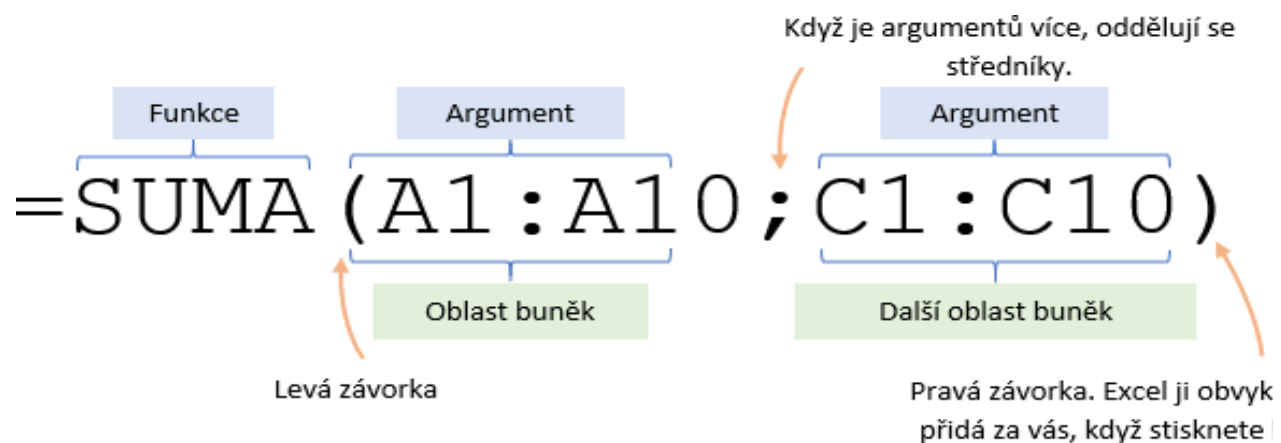 Když je argumentů více, oddělují se
středníky.
Funkce
Argument
Argument
=SUMA(A1:A10;C1:C10)
Oblast buněk
Další oblast buněk
Levá závorka
Pravá závorka. Excel ji obvyk
přidá za vás, když stisknete